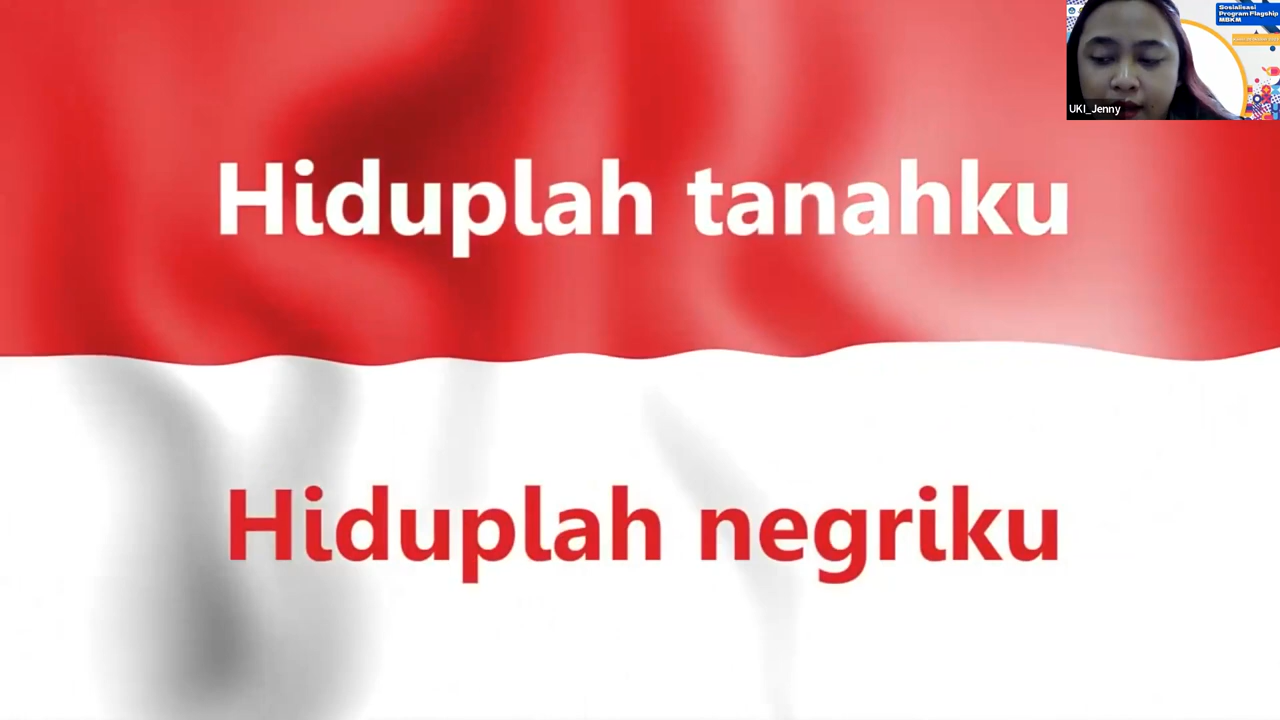 Hiduplah tanahku
Hiduplah negriku
Sosialisasi
Program Flagship
MBKM
UKI_Jenny